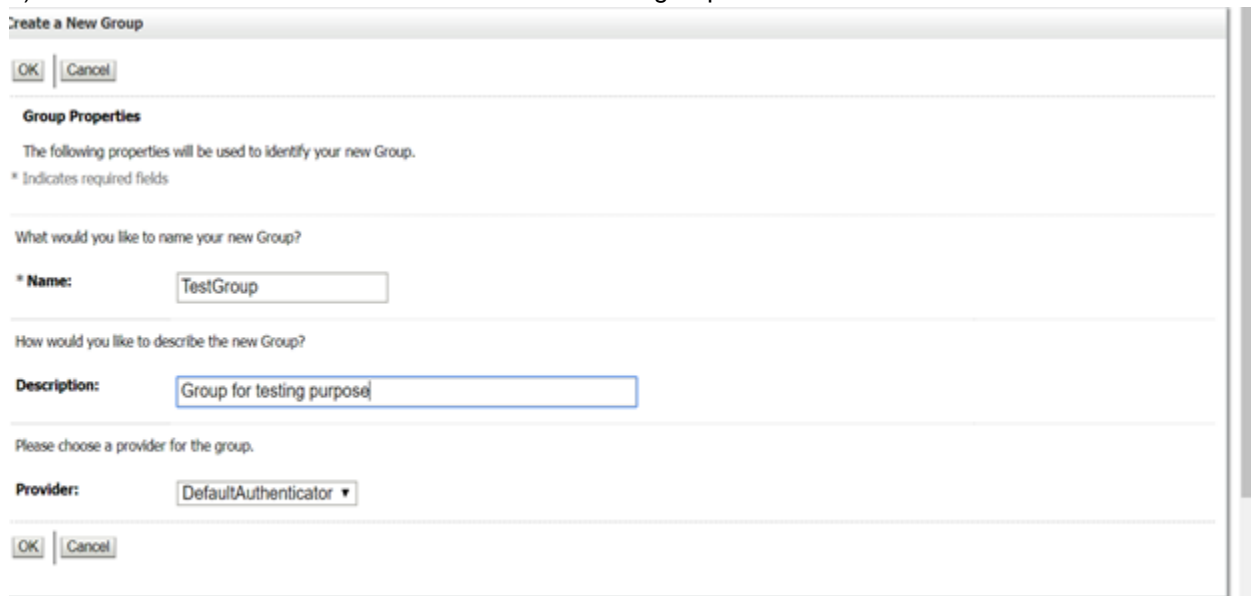 Create a New Group
OK Cancel
Group Properties
The following properties will be used to identify your new Group.
* Indicates required fields
What would you like to name your new Group?
* Name: TestGroup
How would you like to describe the new Group?
Description: Group for testing purpose
Please choose a provider for the group.
Provider: DefaultAuthenticator
OK Cancel